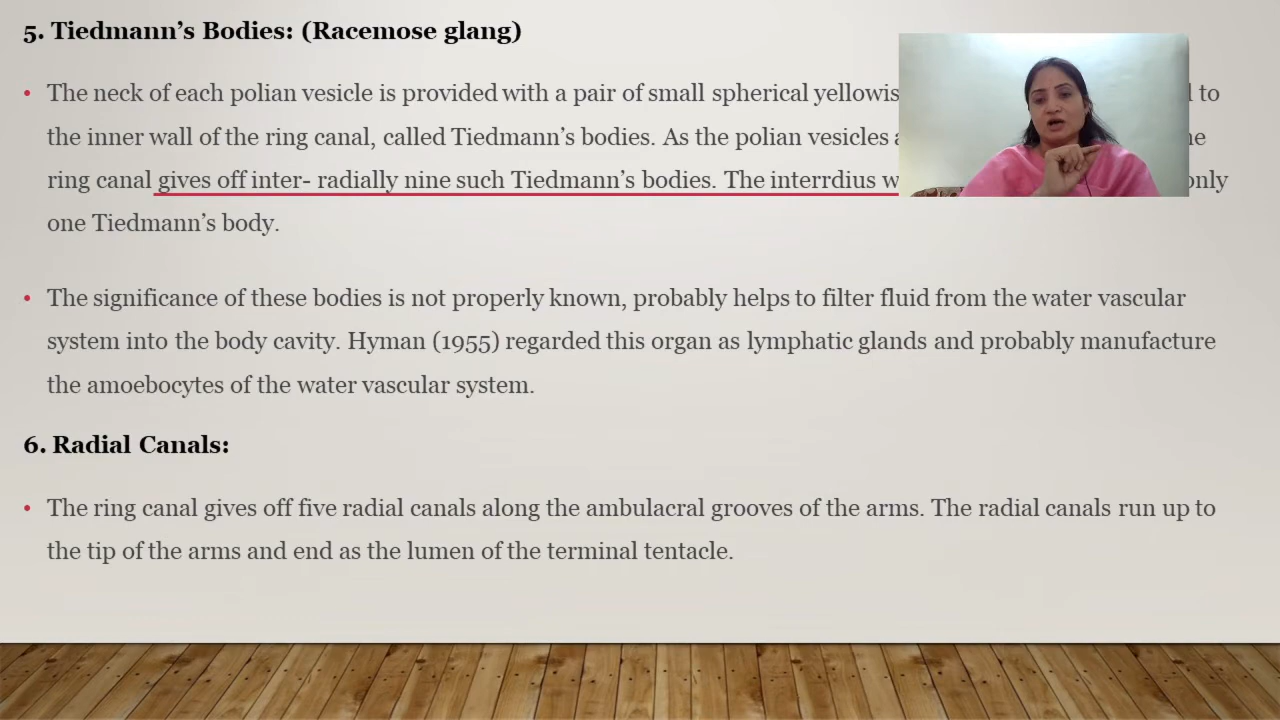 5. Tiedmann's Bodies: (Racemose glang)
• The neck of each polian vesicle is provided with a pair of small spherical yellowis to
the inner wall of the ring canal, called Tiedmann's bodies. As the polian vesicles
ring canal gives off inter- radially nine such Tiedmann's bodies. The interrdius w only
one Tiedmann's body.
• The significance of these bodies is not properly known, probably helps to filter fluid from the water vascular
system into the body cavity. Hyman (1955) regarded this organ as lymphatic glands and probably manufacture
the amoebocytes of the water vascular system.
6. Radial Canals:
• The ring canal gives off five radial canals along the ambulacral grooves of the arms. The radial canals run up to
the tip of the arms and end as the lumen of the terminal tentacle.